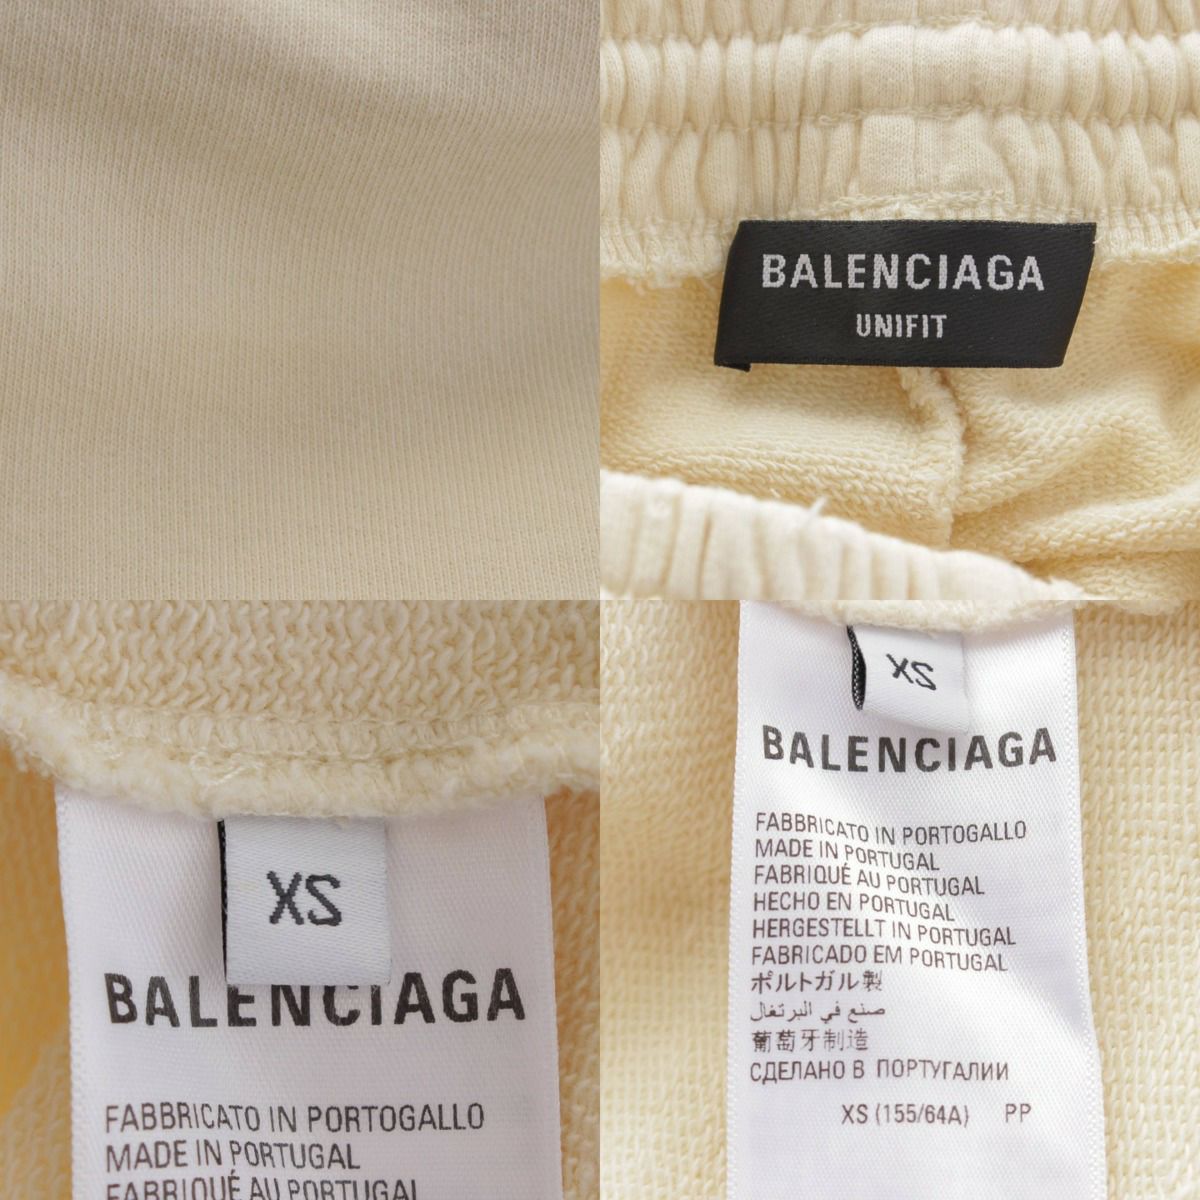 BALENCIAGA
UNIFIT
XS
BALENCIAGA
FABBRICATO IN PORTOGALLO
MADE IN PORTUGAL
FABRIQUÉ AU PORTUGAL
XS
BALENCIAGA
FABBRICATO IN PORTOGALLO
MADE IN PORTUGAL
FABRIQUÉ AU PORTUGAL
HECHO EN PORTUGAL
HERGESTELLT IN PORTUGAL
FABRICADO EM PORTUGAL
ポルトガル製
صنع في البرتغال
葡萄牙制造
СДЕЛАНО В ПОРТУГАЛИИ
XS (155/64A) PP